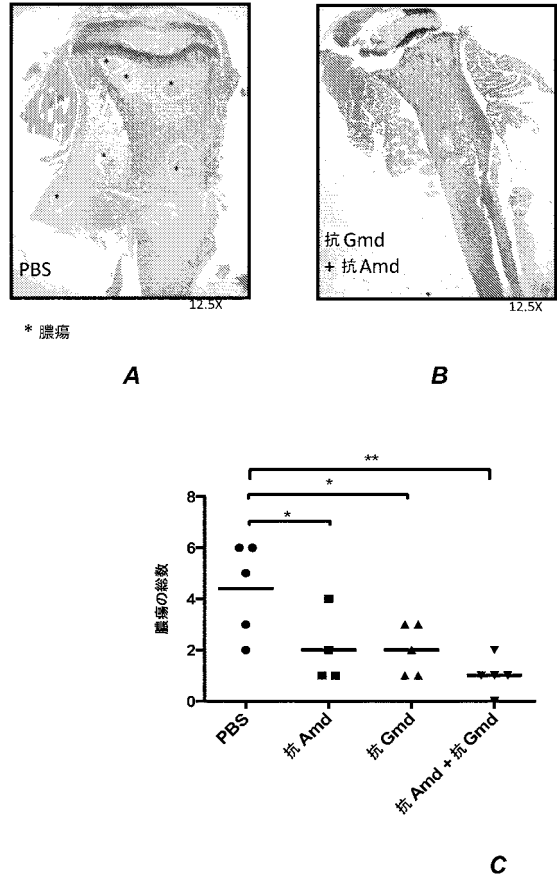 PBS
12.5X
* 膿瘍
A
抗 Gmd
+ 抗 Amd
12.5X
B
**
*
*
8
6
4
2
0
膿瘍の総数
PBS
抗 Amd
抗 Gmd
抗 Amd + 抗 Gmd
C